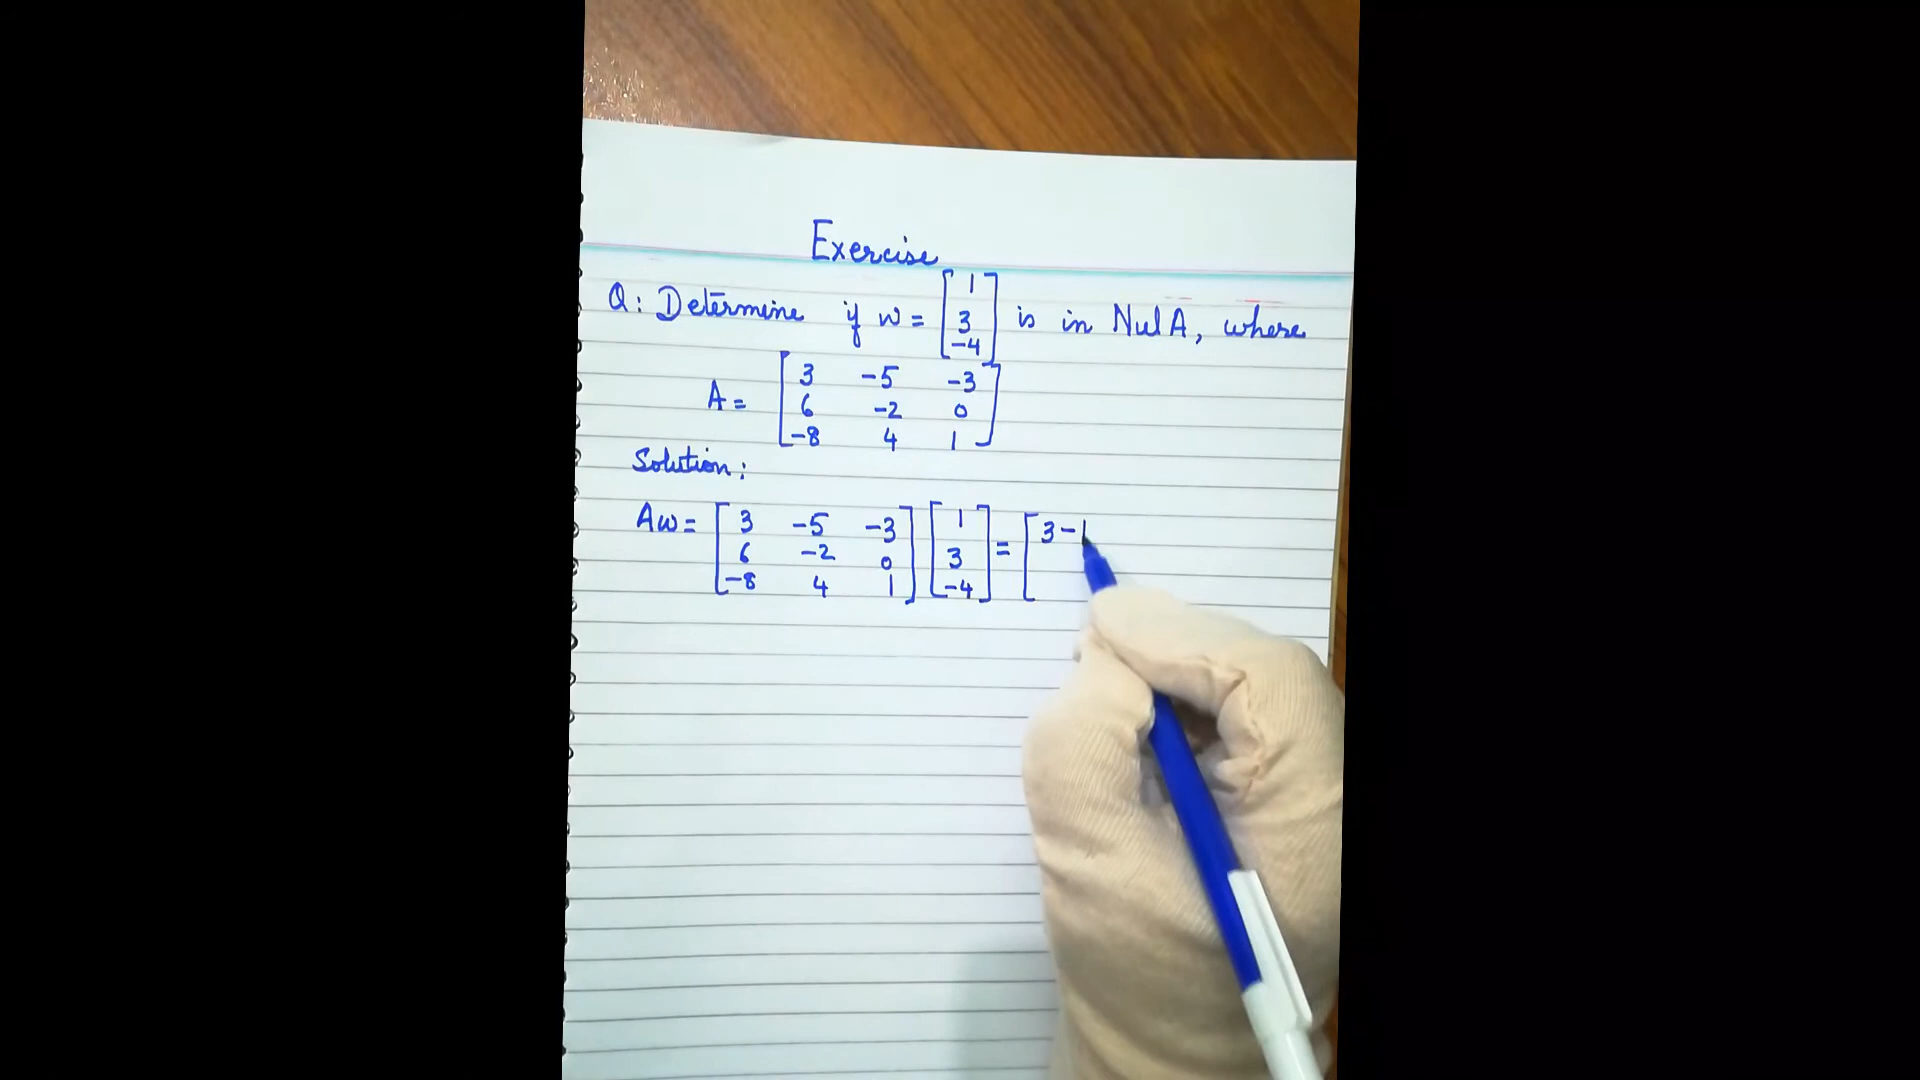 Exercise
Q: Determine if w = [1 3 -4] is in Nul A, where
A = [3 -5 -3
6 -2 0
-8 4 1]
Solution:
Aw = [3 -5 -3 6 -2 0 -8 4 1] [1 3 -4] = [3-1